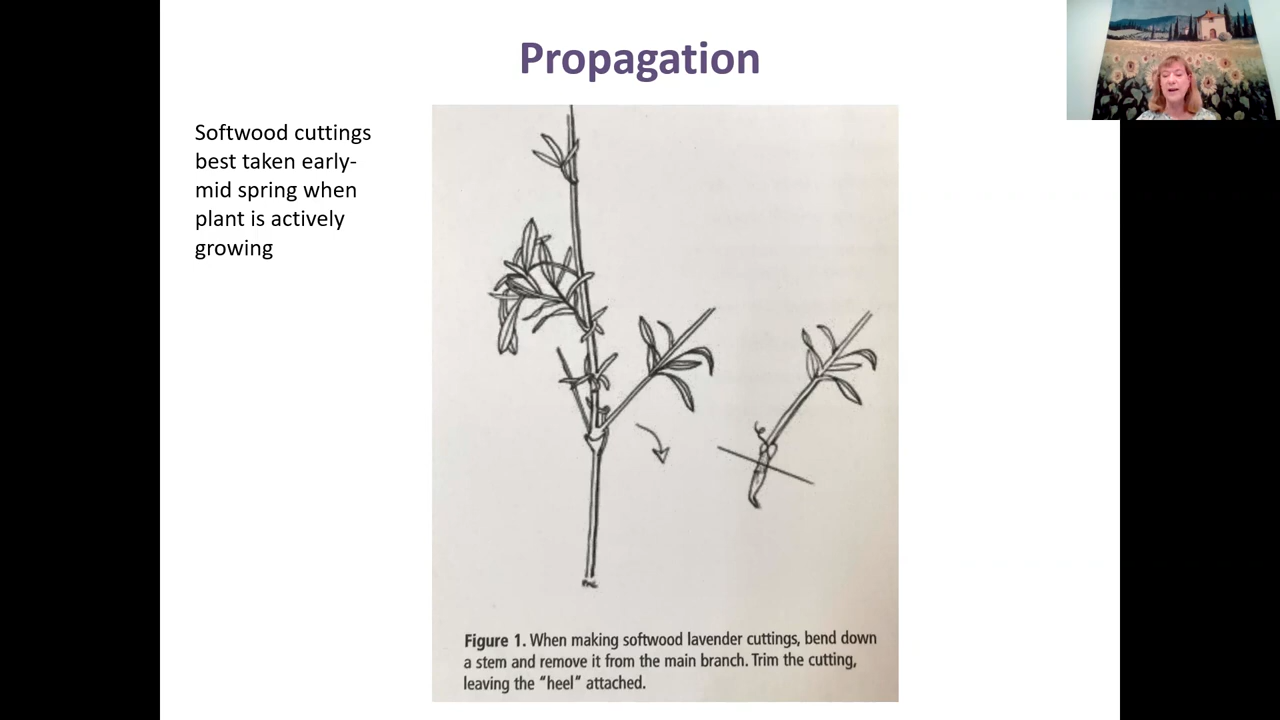 Propagation
Softwood cuttings
best taken early-
mid spring when
plant is actively
growing
Figure 1. When making softwood lavender cuttings, bend down
a stem and remove it from the main branch. Trim the cutting,
leaving the “heel” attached.